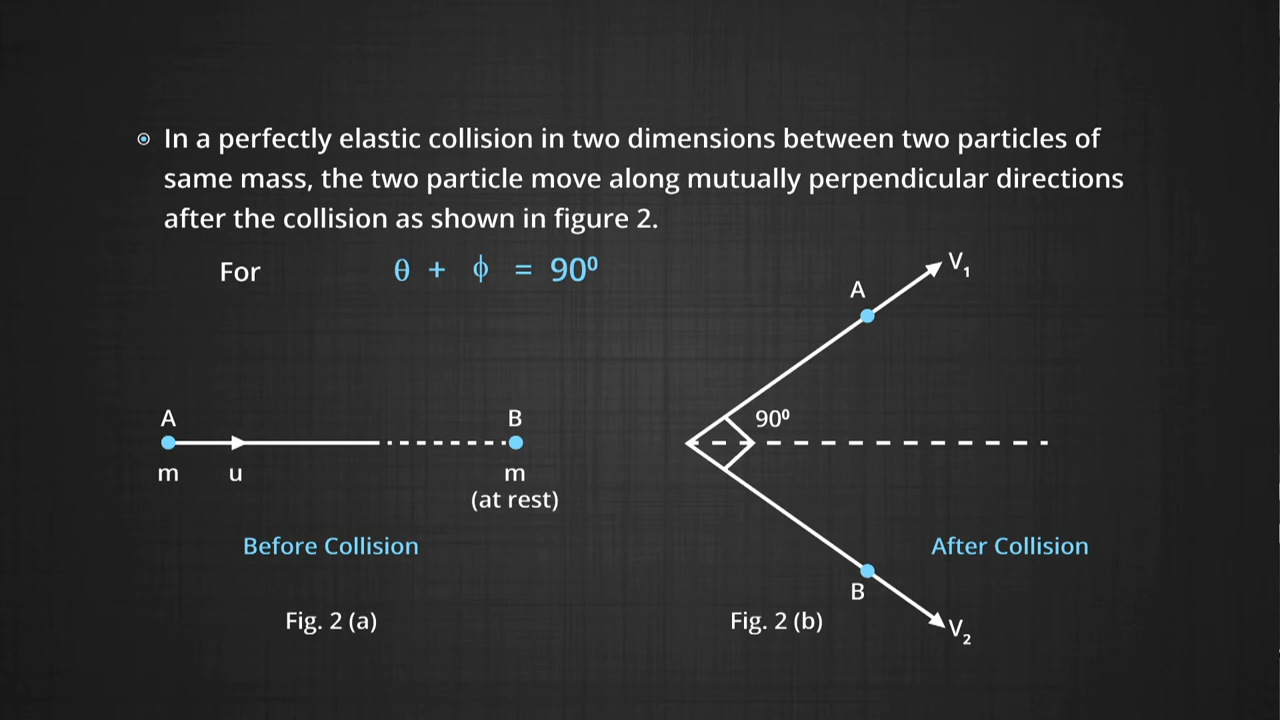 In a perfectly elastic collision in two dimensions between two particles of
same mass, the two particle move along mutually perpendicular directions
after the collision as shown in figure 2.
For θ + ϕ = 90⁰
V₁
A
A
B
90⁰
m
u
m
(at rest)
Before Collision
After Collision
B
Fig. 2 (a)
Fig. 2 (b)
V₂